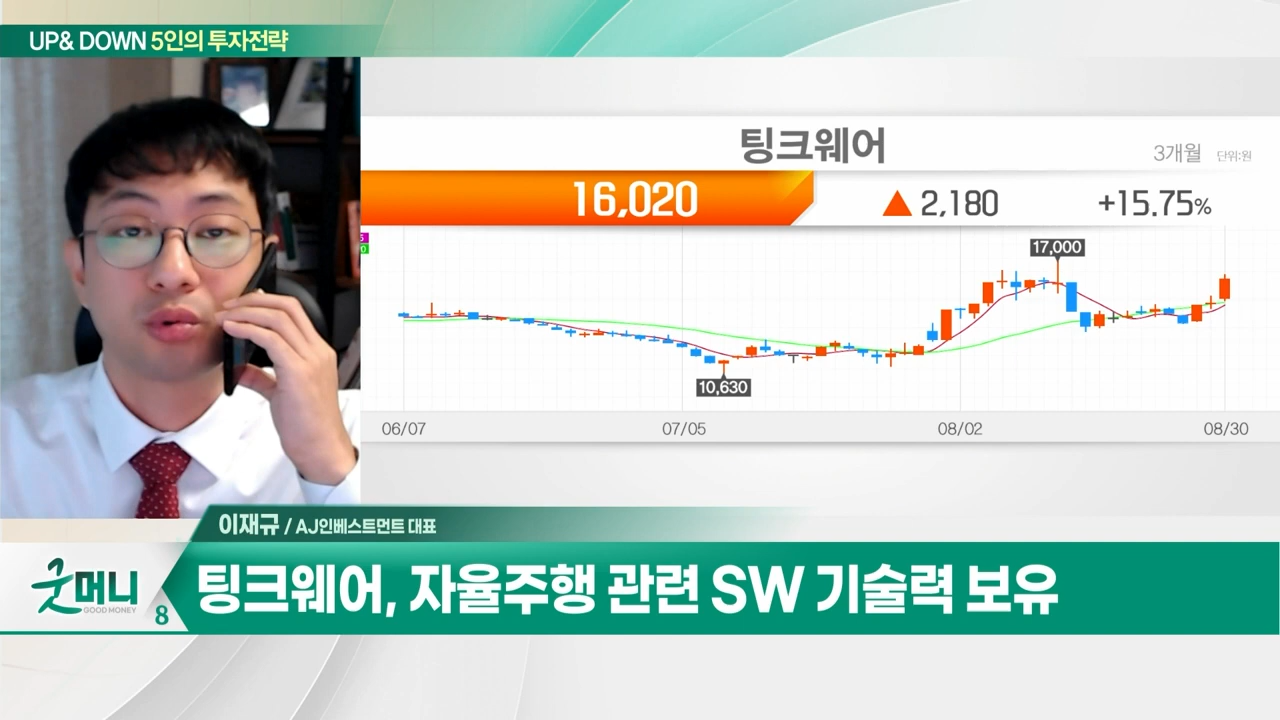 UP& DOWN 5인의 투자전략
팅크웨어
3개월 단위:원
16,020 ▲ 2,180 +15.75%
17,000
10,630
06/07 07/05 08/02 08/30
이재규 / AJ인베스트먼트 대표
굿머니
GOOD MONEY
8
팅크웨어, 자율주행 관련 SW 기술력 보유